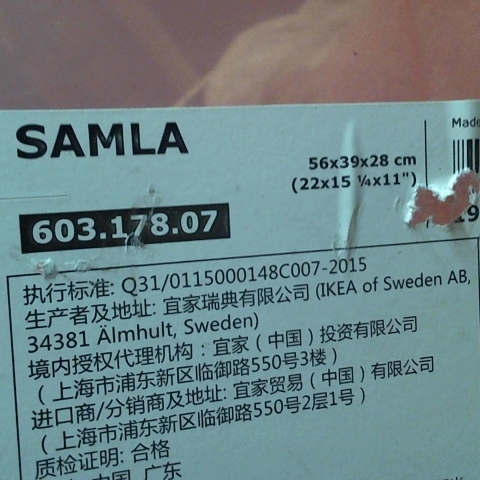 SAMLA
Made
56x39x28 cm
(22x15 ¼x11")
603.178.07
19
执行标准: Q31/0115000148C007-2015
生产者及地址: 宜家瑞典有限公司 (IKEA of Sweden AB,
34381 Älmhult, Sweden)
境内授权代理机构：宜家（中国）投资有限公司
（上海市浦东新区临御路550号3楼）
进口商/分销商及地址: 宜家贸易（中国）有限公司
（上海市浦东新区临御路550号2层1号）
质检证明: 合格
中国 广东